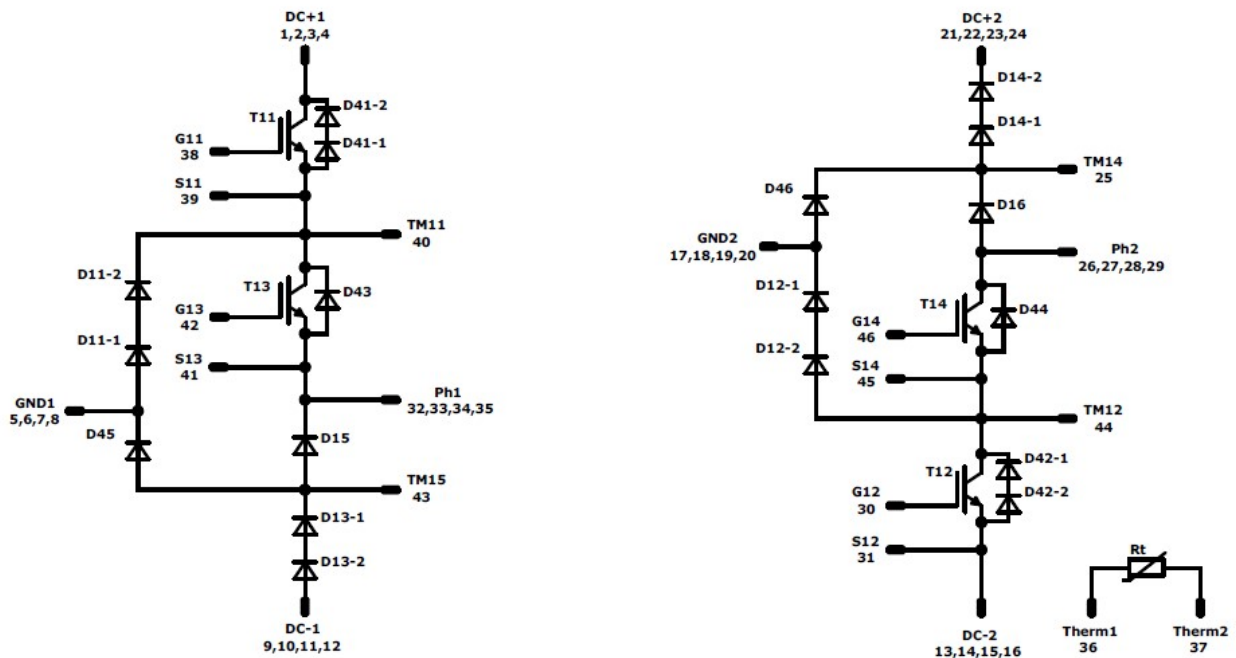 DC+1
1,2,3,4
D41-2
T11
D41-1
G11
38
S11
39
TM11
40
D11-2
T13
D43
G13
42
D11-1
S13
41
GND1
5,6,7,8
Ph1
32,33,34,35
D45
D15
TM15
43
D13-1
D13-2
DC-1
9,10,11,12
DC+2
21,22,23,24
D14-2
D14-1
TM14
25
D46
D16
GND2
17,18,19,20
Ph2
26,27,28,29
D12-1
T14
D44
G14
46
D12-2
S14
45
TM12
44
D42-1
T12
D42-2
G12
30
S12
31
DC-2
13,14,15,16
Rt
Therm1
36
Therm2
37